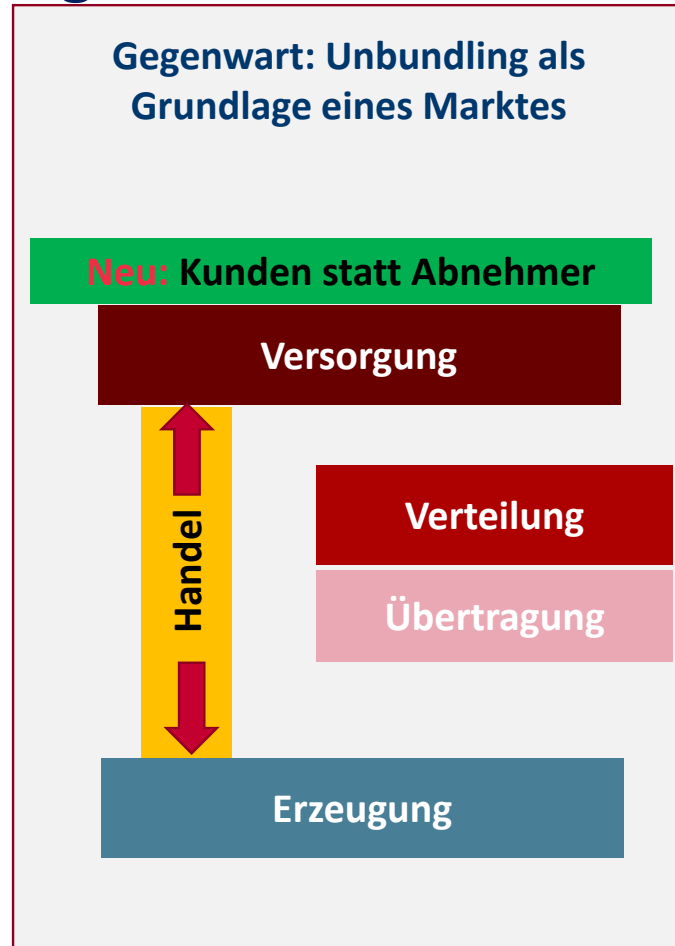 Gegenwart: Unbundling als
Grundlage eines Marktes
Neu: Kunden statt Abnehmer
Versorgung
Handel
Verteilung
Übertragung
Erzeugung